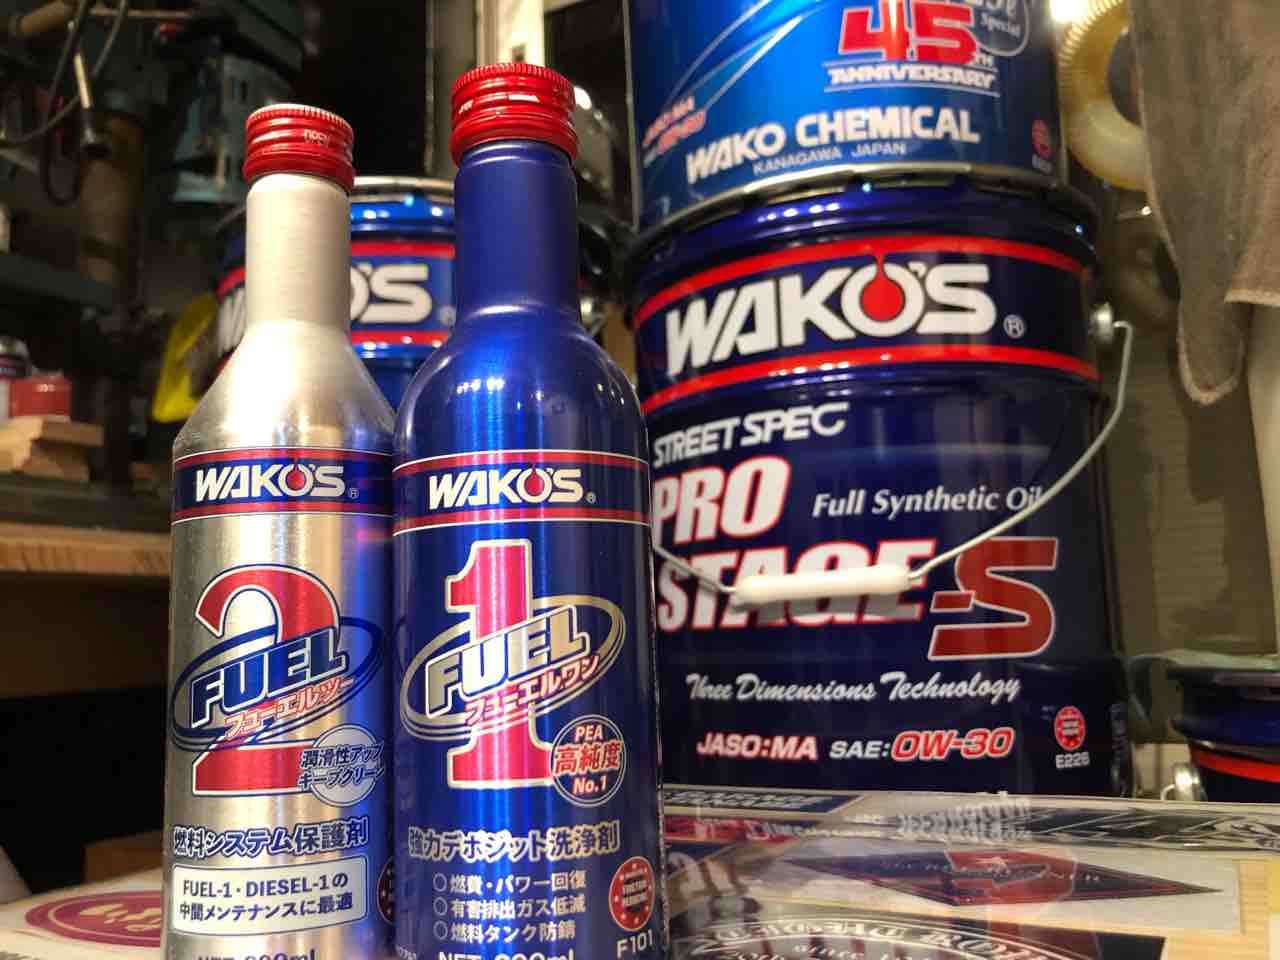 45TH
ANNIVERSARY
WAKO CHEMICAL
KANAGAWA JAPAN
WAKO'S®
STREET SPEC
PRO
STAGE-S
Full Synthetic Oil
Three Dimensions Technology
JASO:MA SAE:0W-30
E226
WAKO'S®
2
FUEL
フューエルツー
潤滑性アップ
キープクリーン
燃料システム保護剤
FUEL-1・DIESEL-1の
中間メンテナンスに最適
WAKO'S®
1
FUEL
フューエルワン
PEA
高純度
No.1
強力デポジット洗浄剤
○燃費・パワー回復
○有害排出ガス低減
○燃料タンク防錆
F101